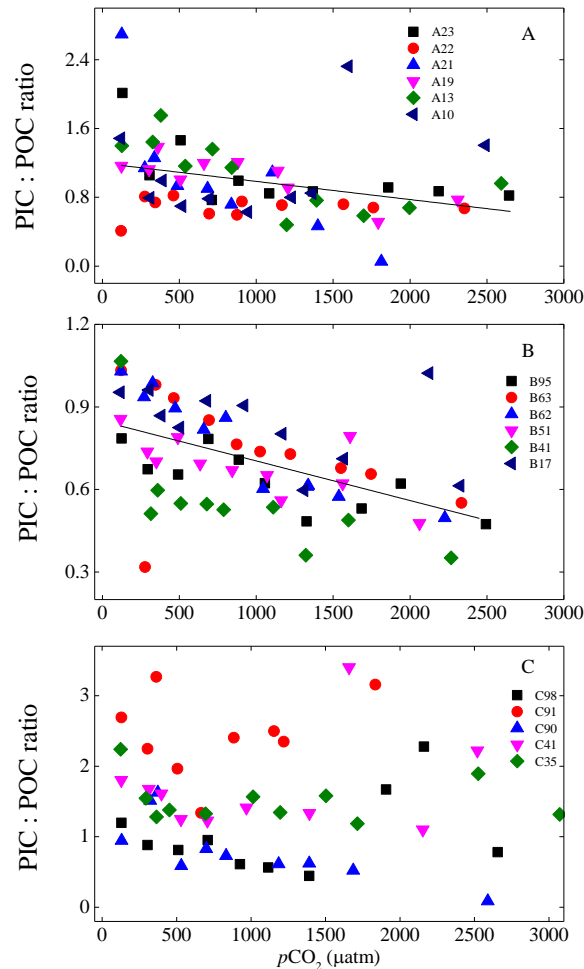 A
A23
A22
A21
A19
A13
A10
2.4
1.6
0.8
0.0
PIC : POC ratio
0 500 1000 1500 2000 2500 3000
B
B95
B63
B62
B51
B41
B17
1.2
0.9
0.6
0.3
PIC : POC ratio
0 500 1000 1500 2000 2500 3000
C
C98
C91
C90
C41
C35
3
2
1
0
PIC : POC ratio
0 500 1000 1500 2000 2500 3000
pCO₂ (µatm)